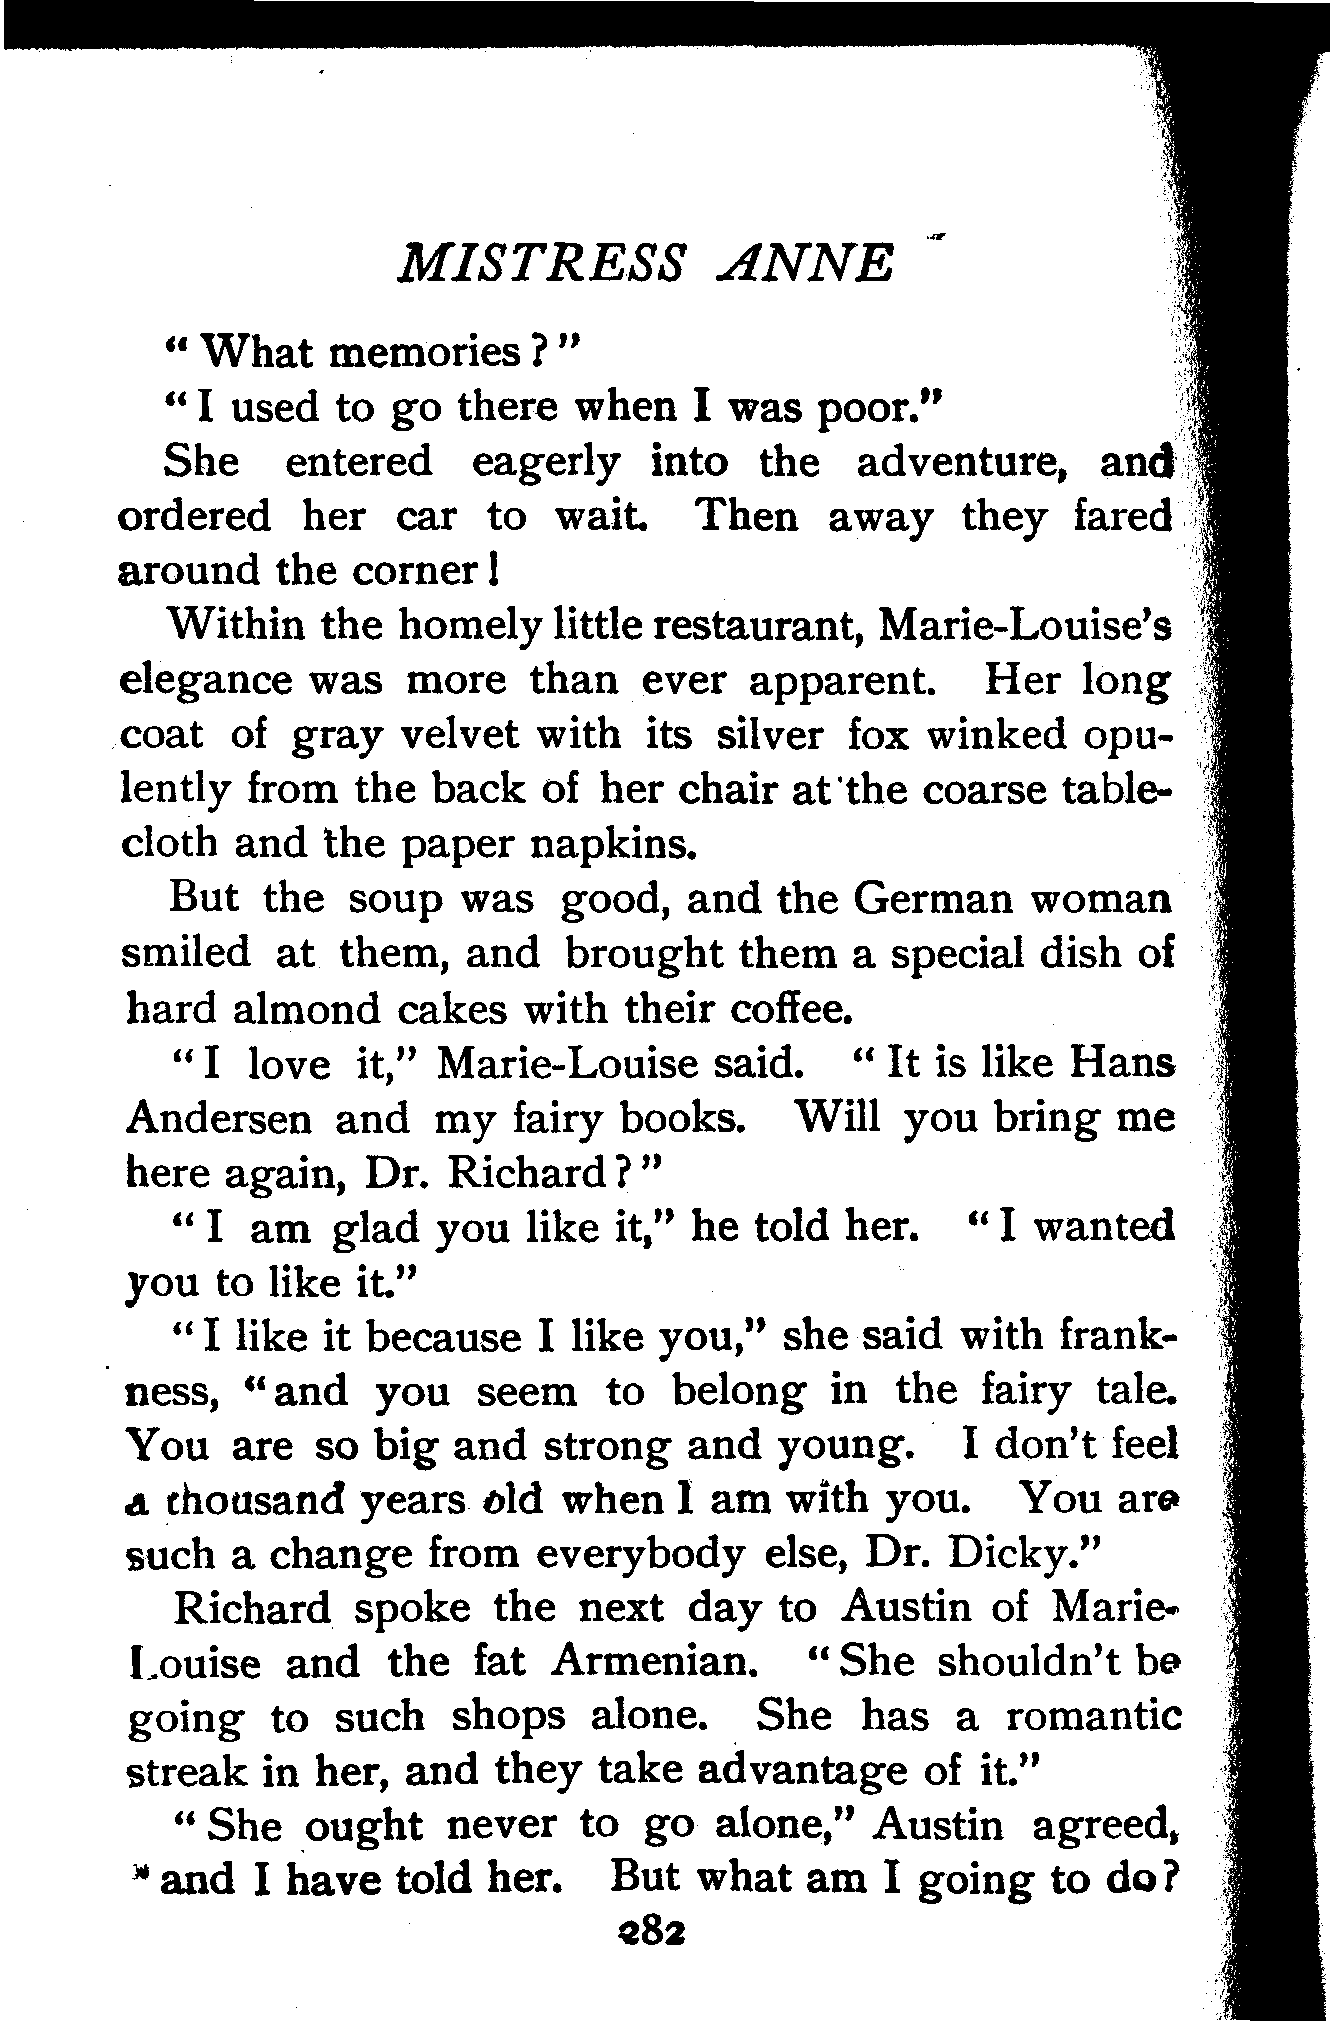 MISTRESS ANNE
“ What memories ? ”
“ I used to go there when I was poor.”
She entered eagerly into the adventure, and
ordered her car to wait. Then away they fared
around the corner !
Within the homely little restaurant, Marie-Louise’s
elegance was more than ever apparent. Her long
coat of gray velvet with its silver fox winked opu-
lently from the back of her chair at the coarse table-
cloth and the paper napkins.
But the soup was good, and the German woman
smiled at them, and brought them a special dish of
hard almond cakes with their coffee.
“ I love it,” Marie-Louise said. “ It is like Hans
Andersen and my fairy books. Will you bring me
here again, Dr. Richard ? ”
“ I am glad you like it,” he told her. “ I wanted
you to like it.”
“ I like it because I like you,” she said with frank-
ness, “ and you seem to belong in the fairy tale.
You are so big and strong and young. I don’t feel
a thousand years old when I am with you. You are
such a change from everybody else, Dr. Dicky.”
Richard spoke the next day to Austin of Marie-
Louise and the fat Armenian. “ She shouldn’t be
going to such shops alone. She has a romantic
streak in her, and they take advantage of it.”
“ She ought never to go alone,” Austin agreed,
“ and I have told her. But what am I going to do ?
282